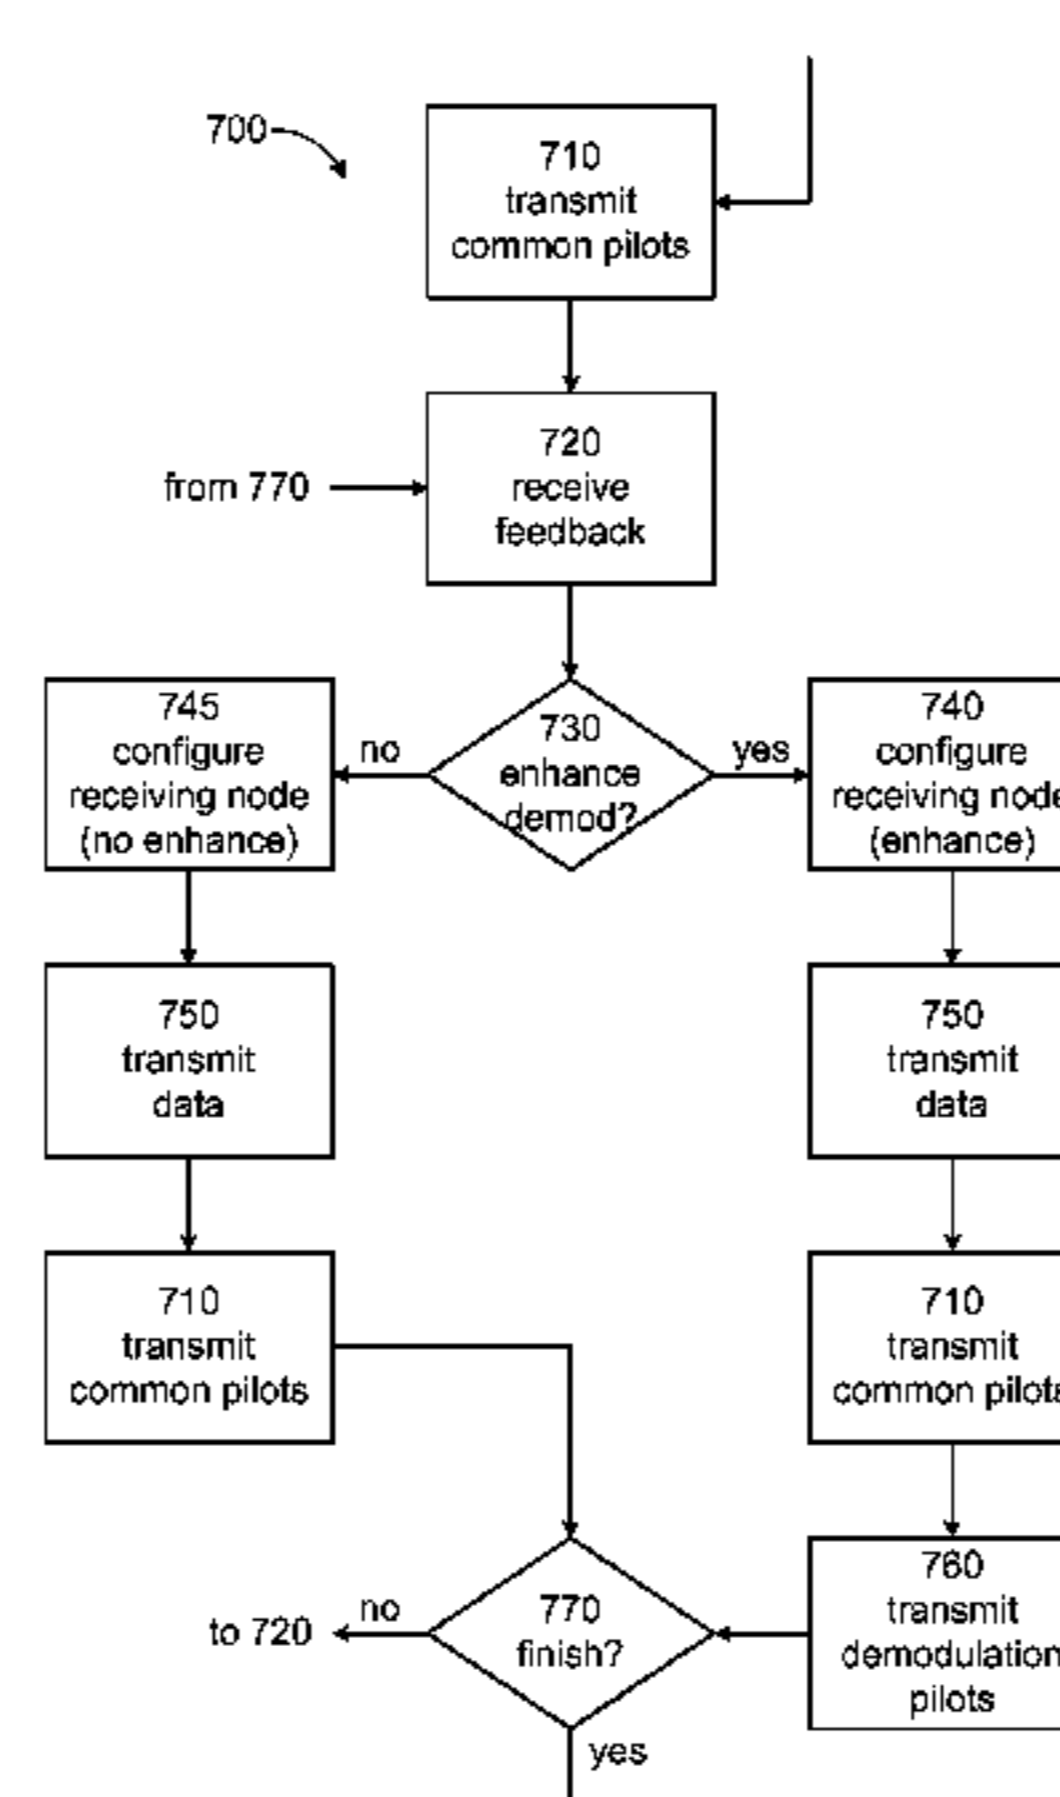 700
710
transmit
common pilots
720
receive
feedback
from 770
730
enhance
demod?
no
yes
745
configure
receiving node
(no enhance)
740
configure
receiving node
(enhance)
750
transmit
data
750
transmit
data
710
transmit
common pilots
710
transmit
common pilots
760
transmit
demodulation
pilots
770
finish?
no
to 720
yes